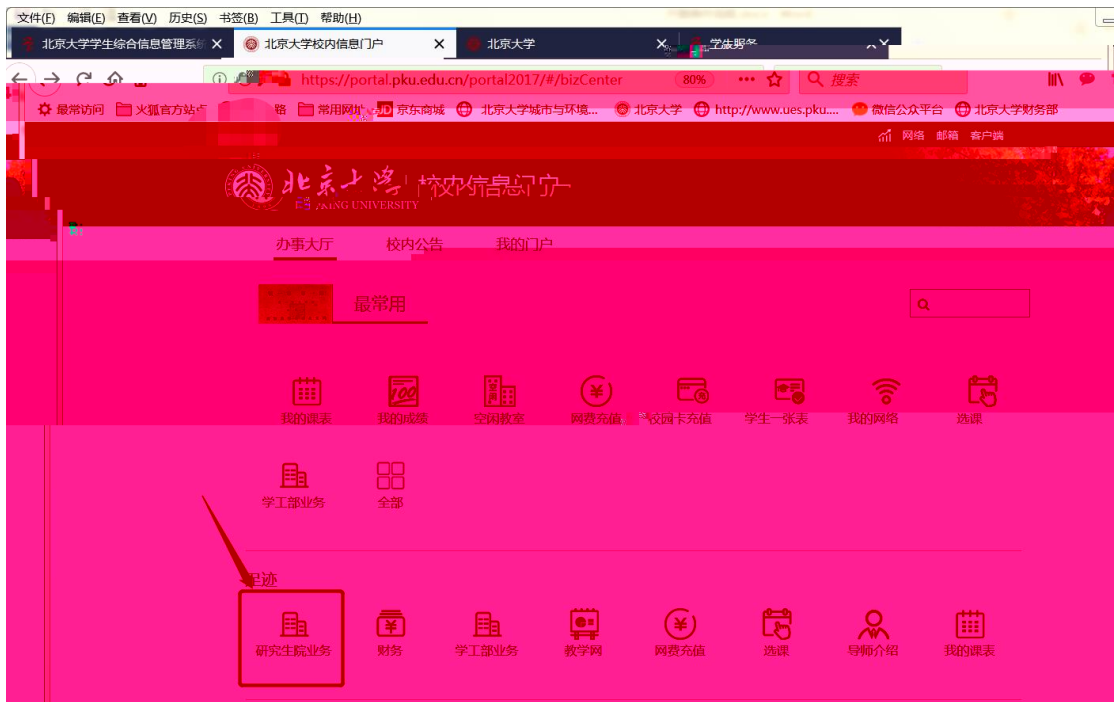 文件(F) 编辑(E) 查看(V) 历史(S) 书签(B) 工具(T) 帮助(H)
北京大学学生综合信息管理系统 北京大学校内信息门户 北京大学
https://portal.pku.edu.cn/portal2017/#/bizCenter 80% 搜索
最常访问 火狐官方站点 常用网址 JD 京东商城 北京大学城市与环境... 北京大学 http://www.ues.pku.... 微信公众平台 北京大学财务部
网络 邮箱 客户端
北京大学 校内信息门户
UNIVERSITY
办事大厅 校内公告 我的门户
最常用
我的课表 我的成绩 空闲教室 网费充值 校园卡充值 学生一张表 我的网络 选课
学工部业务 全部
足迹
研究生院业务 财务 学工部业务 教学网 网费充值 选课 导师介绍 我的课表